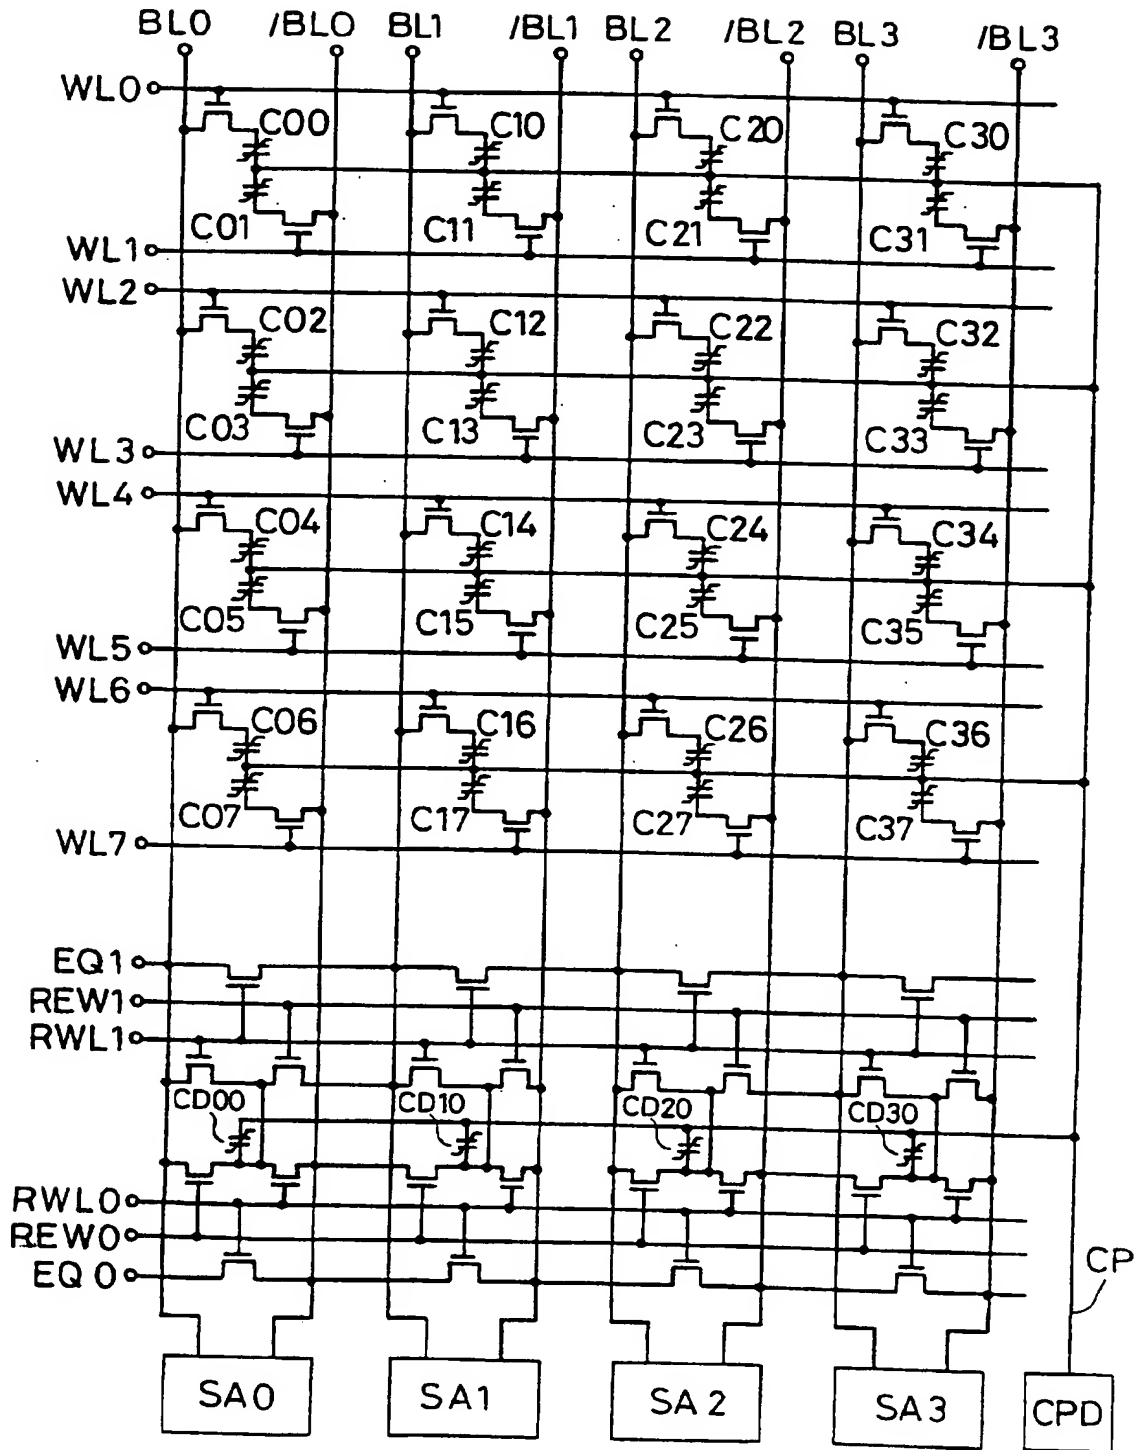 BL0 /BL0 BL1 /BL1 BL2 /BL2 BL3 /BL3
WL0
C00 C10 C20 C30
C01 C11 C21 C31
WL1
WL2
C02 C12 C22 C32
C03 C13 C23 C33
WL3
WL4
C04 C14 C24 C34
C05 C15 C25 C35
WL5
WL6
C06 C16 C26 C36
C07 C17 C27 C37
WL7
EQ1
REW1
RWL1
CD00 CD10 CD20 CD30
RWL0
REW0
EQ0
CP
SA0 SA1 SA2 SA3 CPD